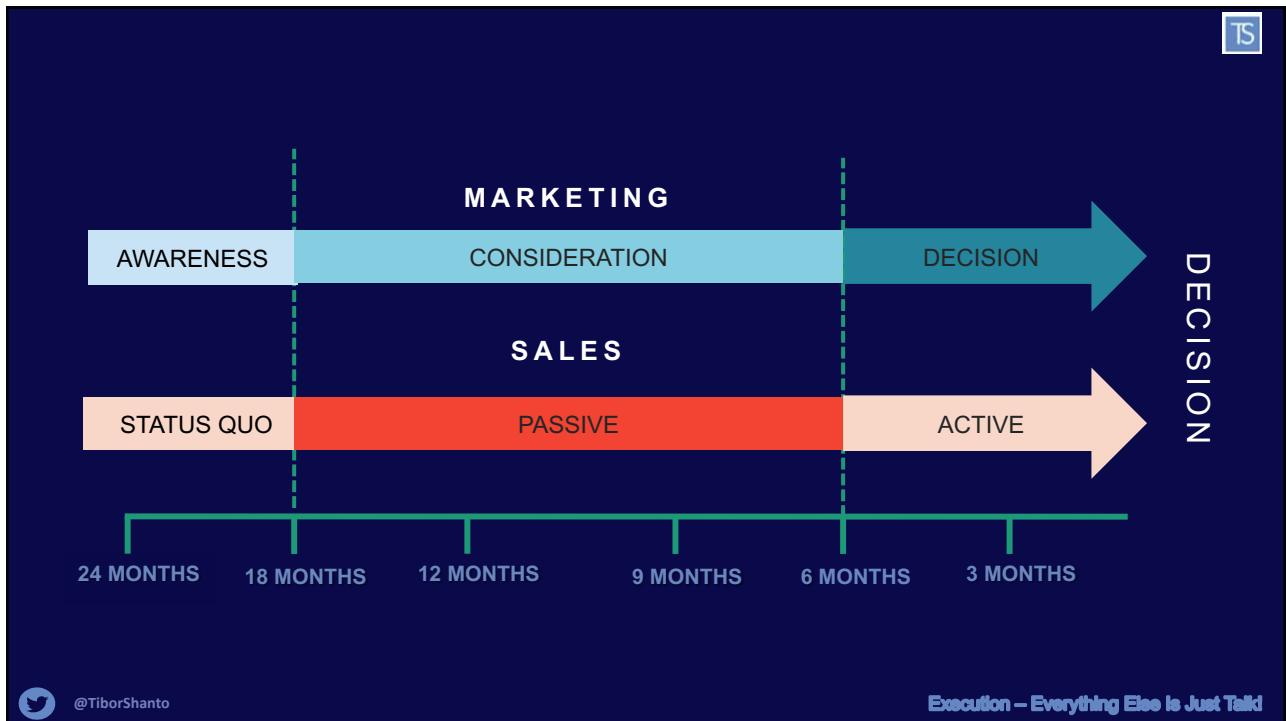 TS
MARKETING
AWARENESS CONSIDERATION DECISION
SALES
STATUS QUO PASSIVE ACTIVE
DECISION
24 MONTHS 18 MONTHS 12 MONTHS 9 MONTHS 6 MONTHS 3 MONTHS
@TiborShanto
Execution – Everything Else Is Just Talk!